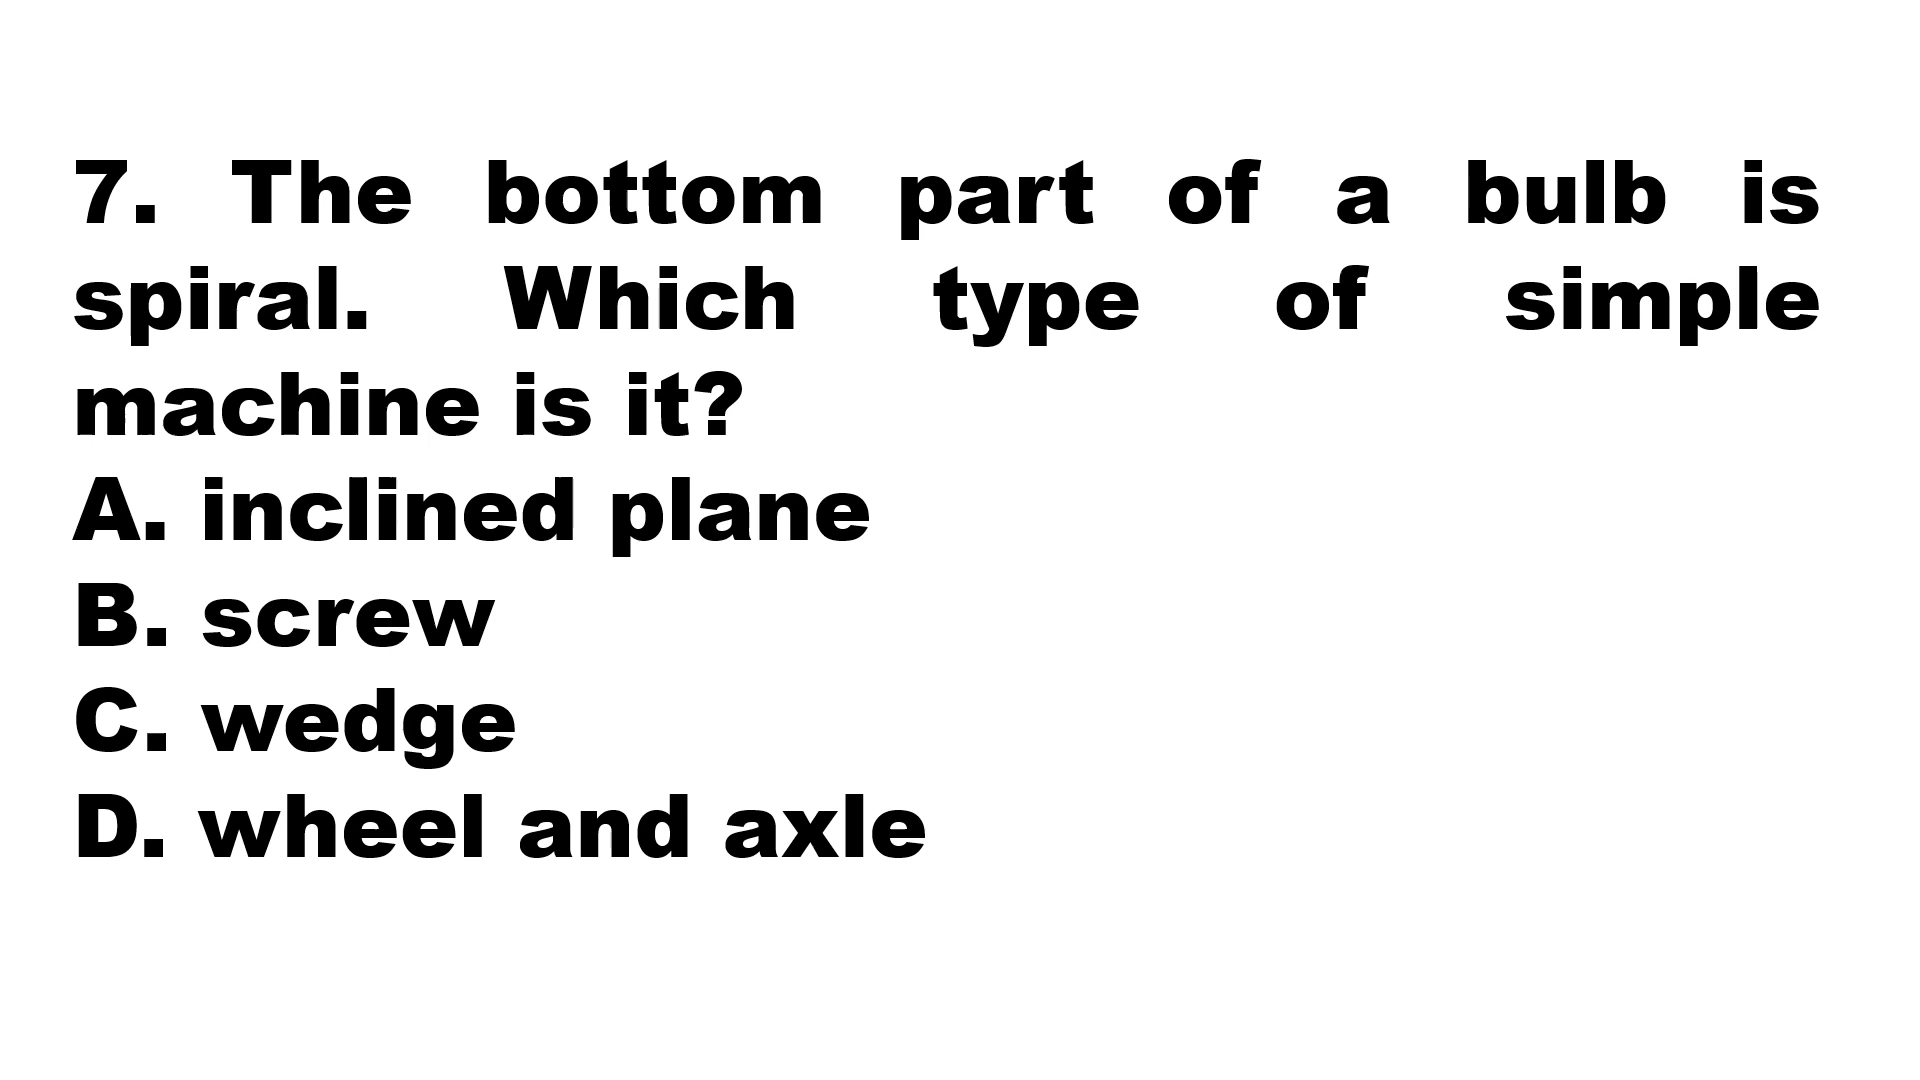 7. The bottom part of a bulb is
spiral. Which type of simple
machine is it?
A. inclined plane
B. screw
C. wedge
D. wheel and axle